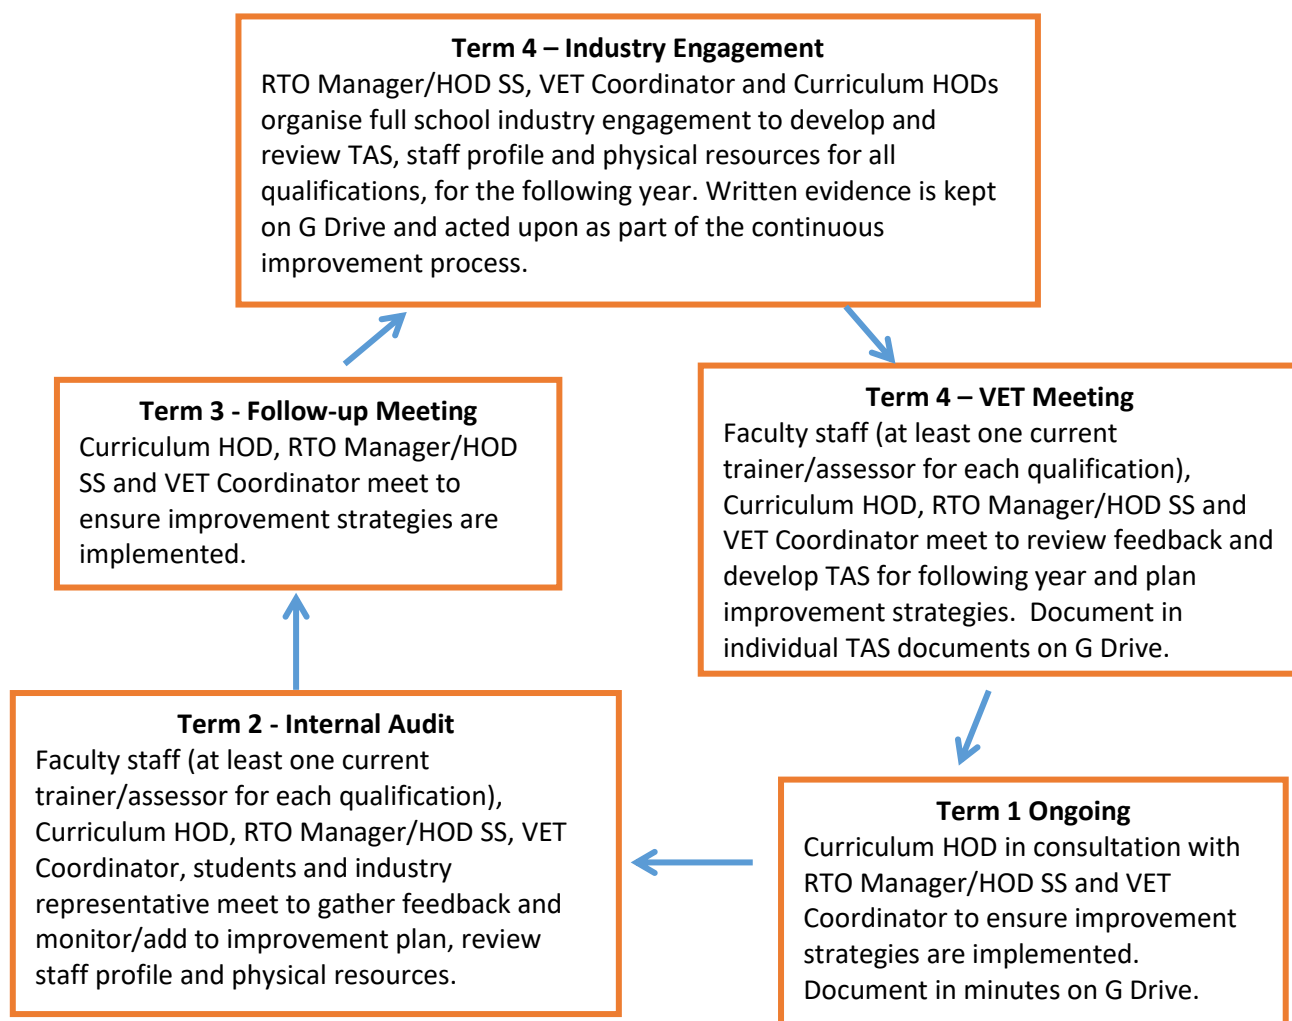 Term 4 – Industry Engagement
RTO Manager/HOD SS, VET Coordinator and Curriculum HODs
organise full school industry engagement to develop and
review TAS, staff profile and physical resources for all
qualifications, for the following year. Written evidence is kept
on G Drive and acted upon as part of the continuous
improvement process.
Term 4 – VET Meeting
Faculty staff (at least one current
trainer/assessor for each qualification),
Curriculum HOD, RTO Manager/HOD SS and
VET Coordinator meet to review feedback and
develop TAS for following year and plan
improvement strategies.  Document in
individual TAS documents on G Drive.
Term 1 Ongoing
Curriculum HOD in consultation with
RTO Manager/HOD SS and VET
Coordinator to ensure improvement
strategies are implemented.
Document in minutes on G Drive.
Term 2 - Internal Audit
Faculty staff (at least one current
trainer/assessor for each qualification),
Curriculum HOD, RTO Manager/HOD SS, VET
Coordinator, students and industry
representative meet to gather feedback and
monitor/add to improvement plan, review
staff profile and physical resources.
Term 3 - Follow-up Meeting
Curriculum HOD, RTO Manager/HOD
SS and VET Coordinator meet to
ensure improvement strategies are
implemented.